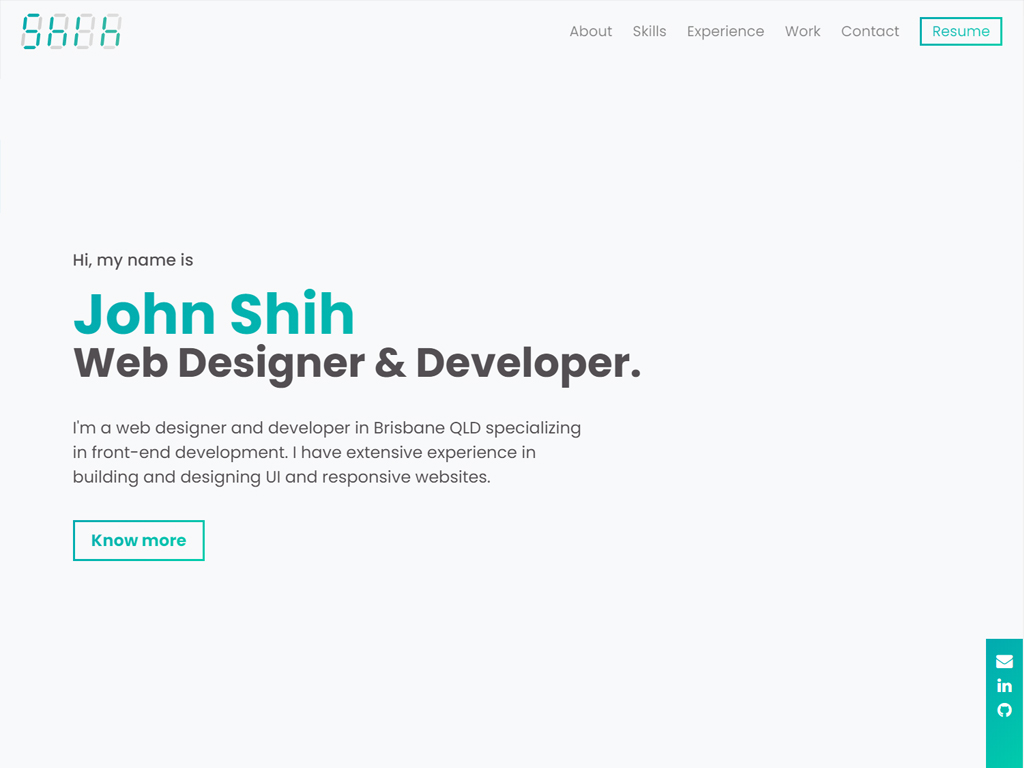 Shih
About Skills Experience Work Contact Resume
Hi, my name is
John Shih
Web Designer & Developer.
I'm a web designer and developer in Brisbane QLD specializing
in front-end development. I have extensive experience in
building and designing UI and responsive websites.
Know more
in